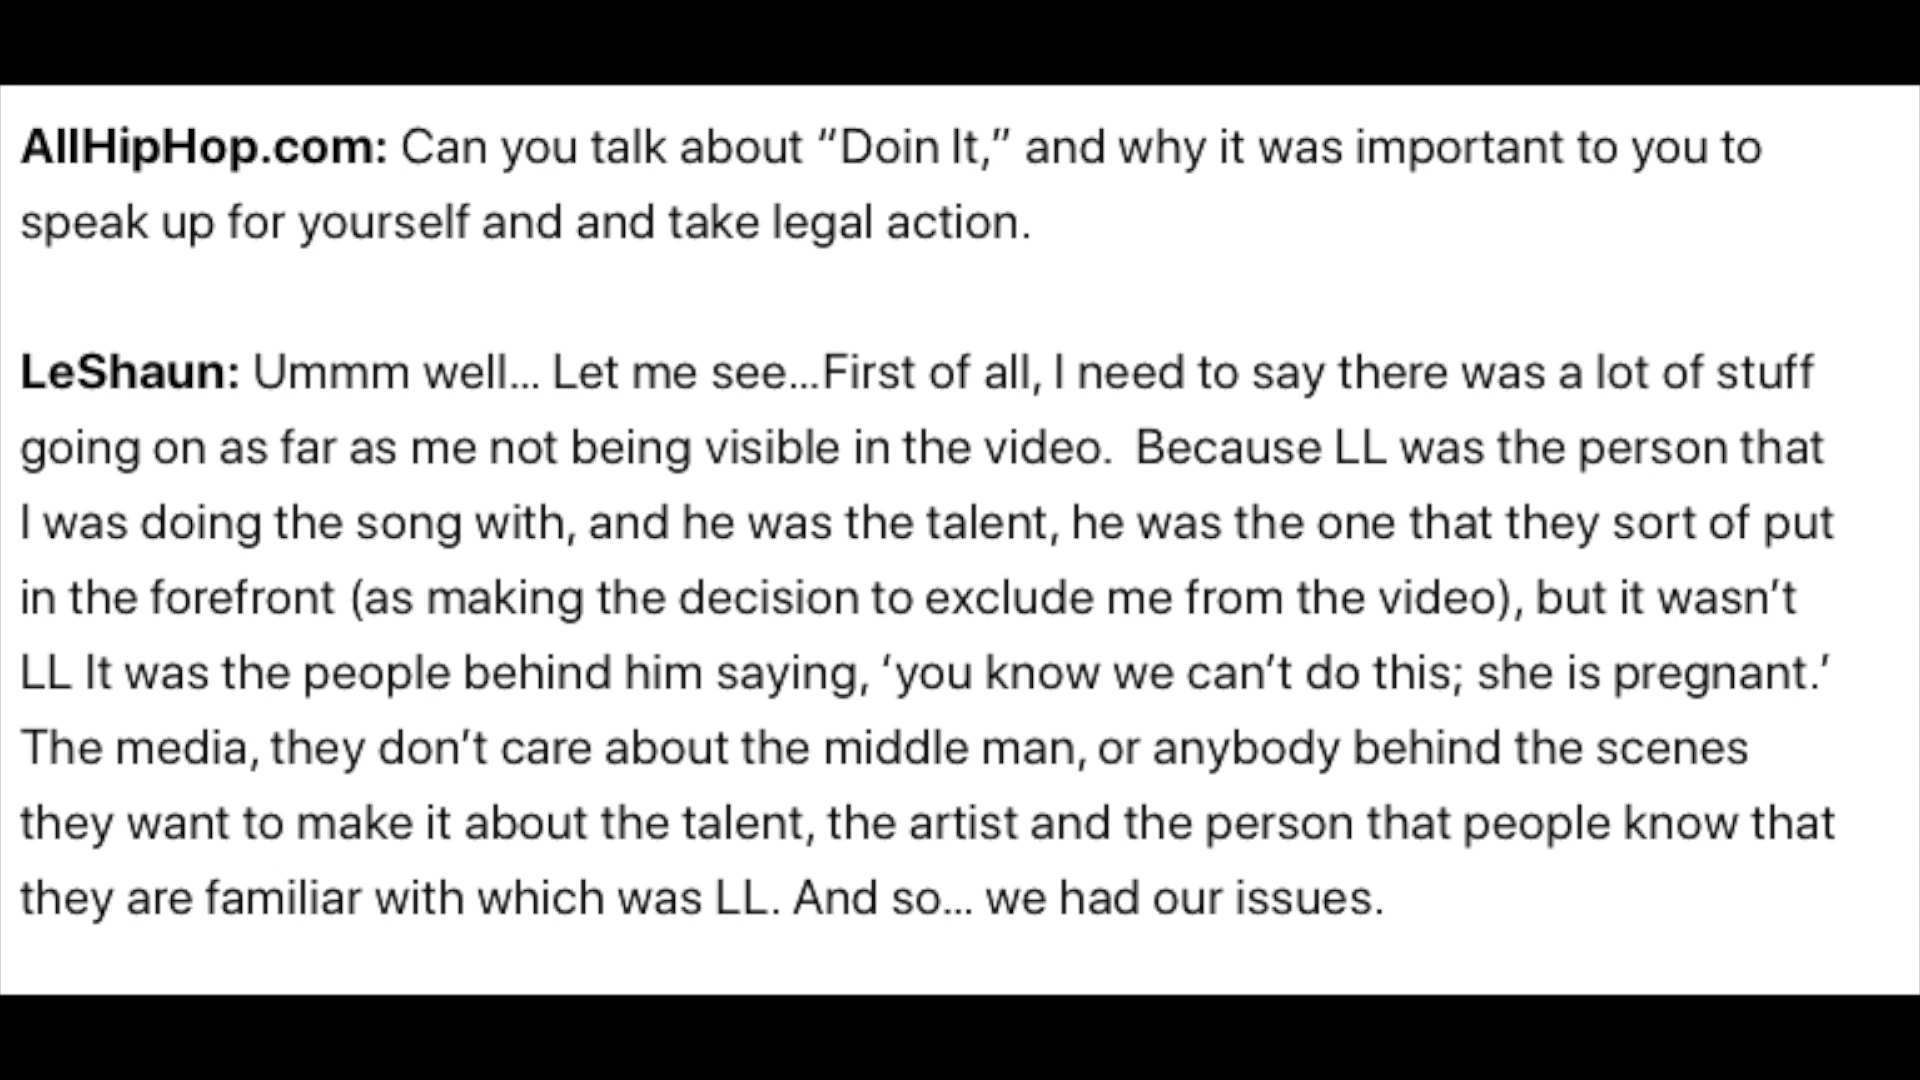 AllHipHop.com: Can you talk about “Doin It,” and why it was important to you to
speak up for yourself and and take legal action.
LeShaun: Ummm well... Let me see...First of all, I need to say there was a lot of stuff
going on as far as me not being visible in the video.  Because LL was the person that
I was doing the song with, and he was the talent, he was the one that they sort of put
in the forefront (as making the decision to exclude me from the video), but it wasn’t
LL It was the people behind him saying, ‘you know we can’t do this; she is pregnant.’
The media, they don’t care about the middle man, or anybody behind the scenes
they want to make it about the talent, the artist and the person that people know that
they are familiar with which was LL. And so... we had our issues.